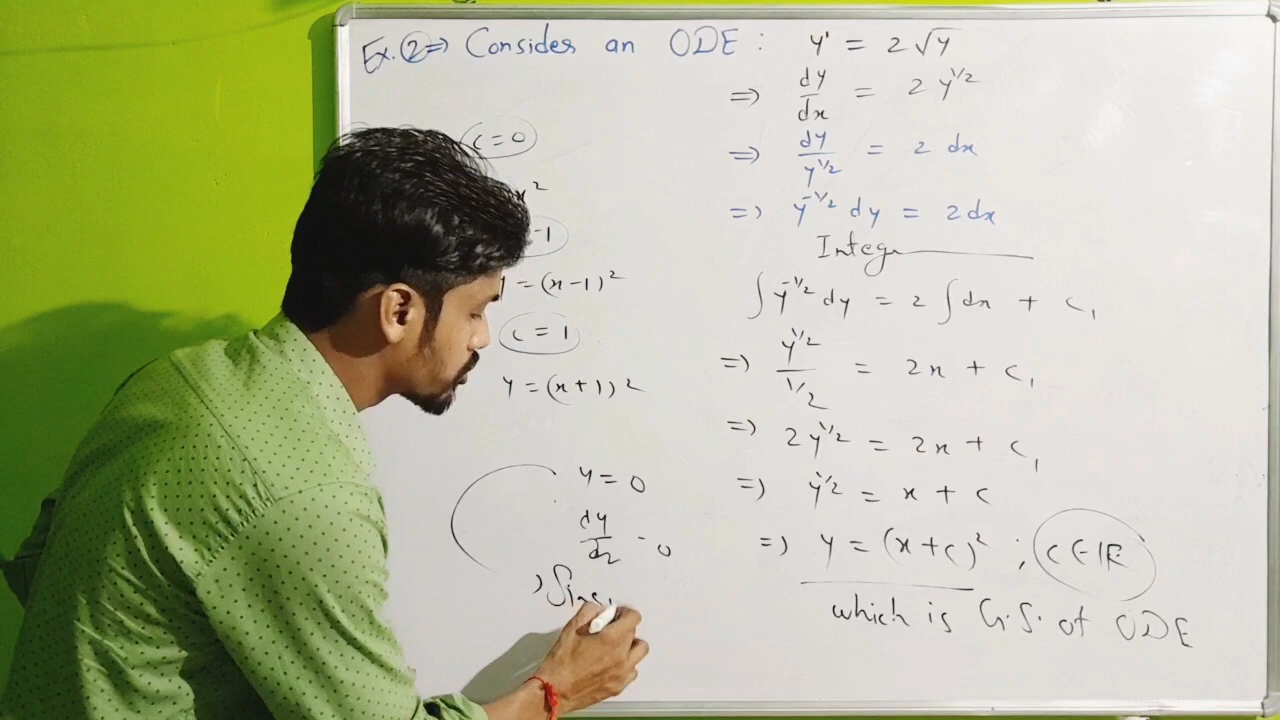 Ex.② ⇒ Consider an ODE : y' = 2√y
⇒ dy/dx = 2 y^1/2
⇒ dy/y^1/2 = 2 dx
⇒ y^-1/2 dy = 2dx
Integ
∫ y^-1/2 dy = 2 ∫ dx + c₁
⇒ y^1/2 / 1/2 = 2x + c₁
⇒ 2y^1/2 = 2x + c₁
⇒ y^1/2 = x + c
⇒ y = (x+c)² ; c∈ℝ
which is G.S. of ODE
c = 0
x²
-1
= (x-1)²
c = 1
y = (x+1)²
y = 0
dy/dx = 0